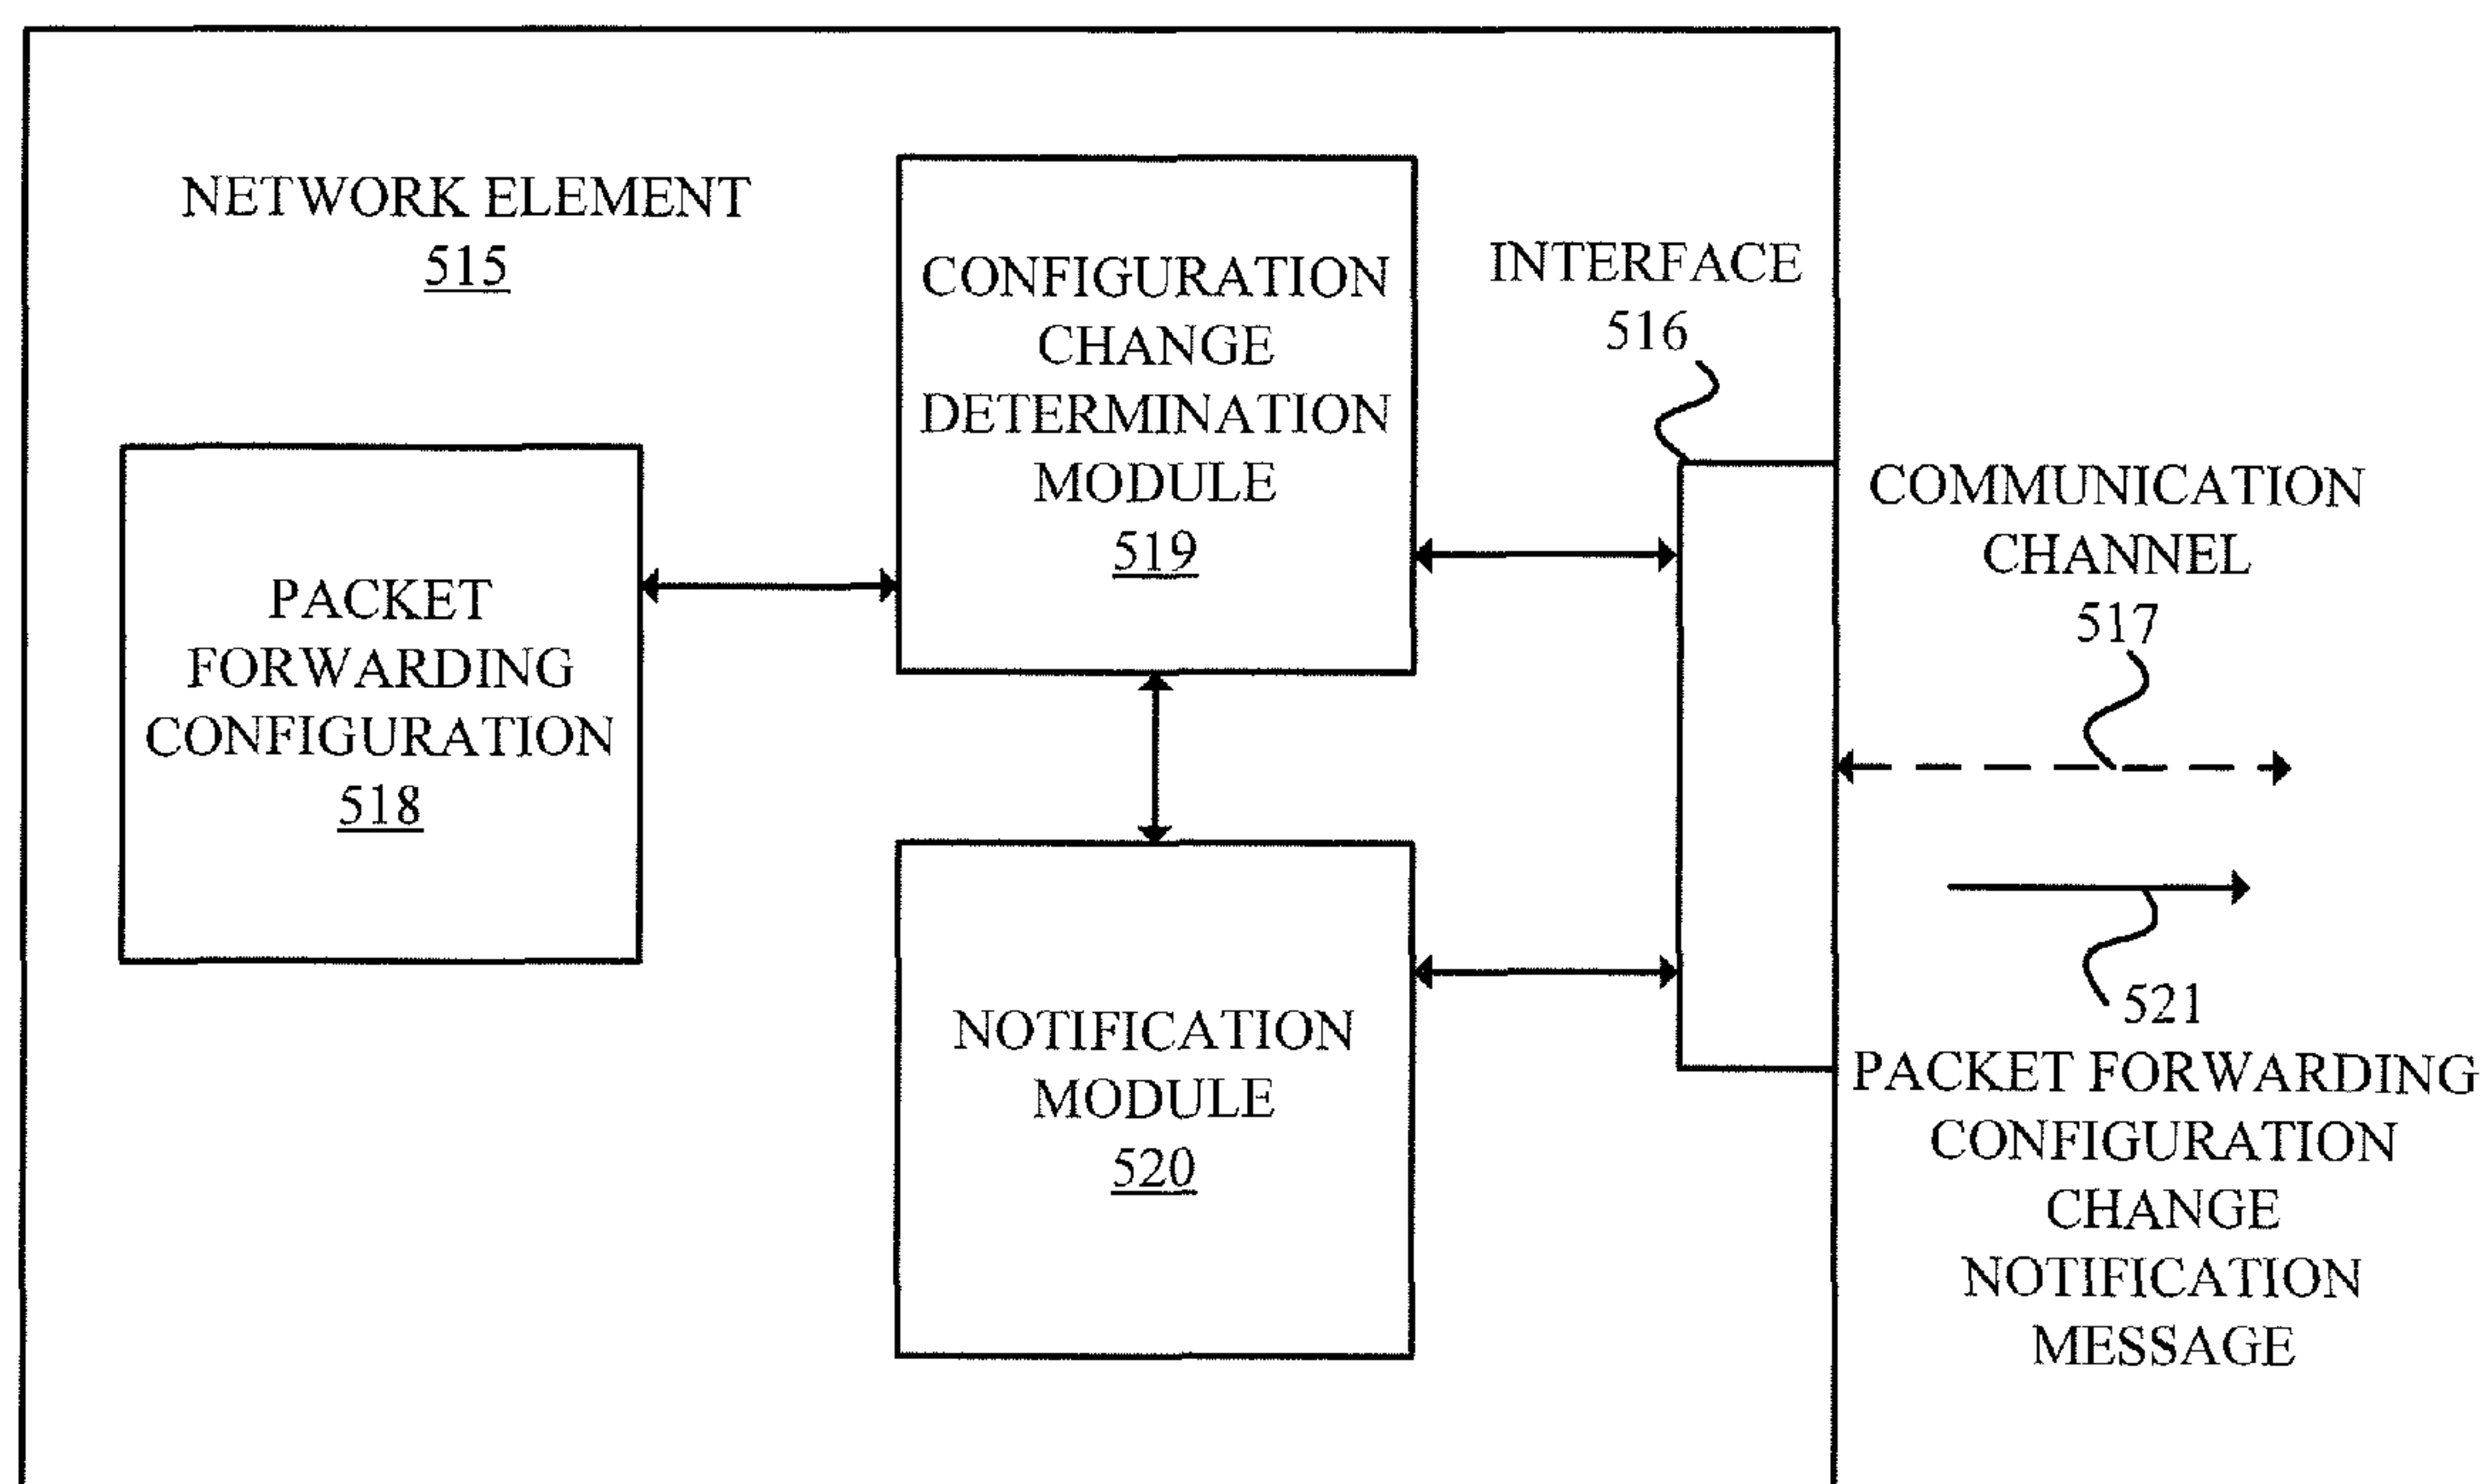 NETWORK ELEMENT
515
CONFIGURATION
CHANGE
DETERMINATION
MODULE
519
INTERFACE
516
PACKET
FORWARDING
CONFIGURATION
518
COMMUNICATION
CHANNEL
517
NOTIFICATION
MODULE
520
521
PACKET FORWARDING
CONFIGURATION
CHANGE
NOTIFICATION
MESSAGE